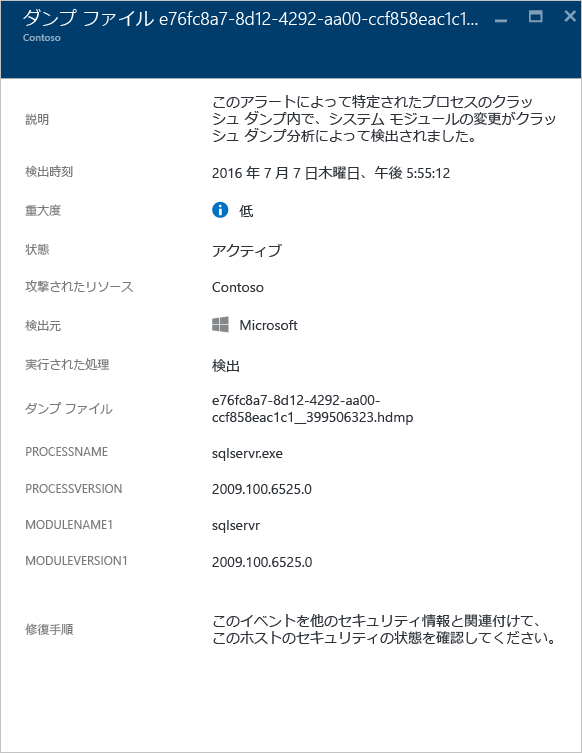 ダンプ ファイル e76fc8a7-8d12-4292-aa00-ccf858eac1c1...
Contoso
説明
このアラートによって特定されたプロセスのクラッ
シュ ダンプ内で、システム モジュールの変更がクラッ
シュ ダンプ分析によって検出されました。
検出時刻
2016 年 7 月 7 日木曜日、午後 5:55:12
重大度
低
状態
アクティブ
攻撃されたリソース
Contoso
検出元
Microsoft
実行された処理
検出
ダンプ ファイル
e76fc8a7-8d12-4292-aa00-
ccf858eac1c1__399506323.hdmp
PROCESSNAME
sqlservr.exe
PROCESSVERSION
2009.100.6525.0
MODULENAME1
sqlservr
MODULEVERSION1
2009.100.6525.0
修復手順
このイベントを他のセキュリティ情報と関連付けて、
このホストのセキュリティの状態を確認してください。